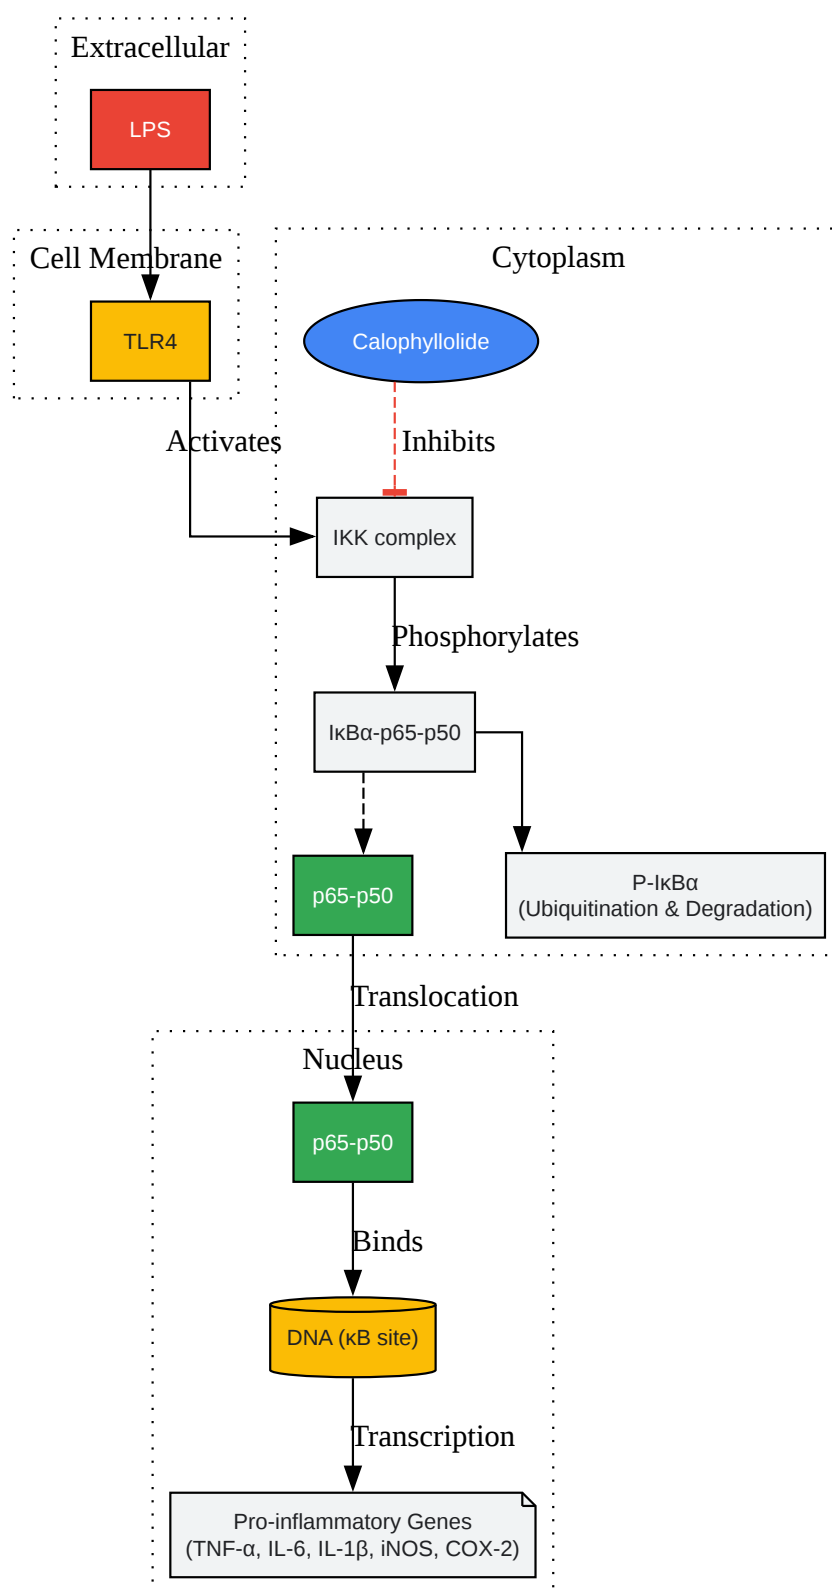 Extracellular
LPS
Cell Membrane
TLR4
Cytoplasm
Calophyllolide
Activates
Inhibits
IKK complex
Phosphorylates
IκBα-p65-p50
p65-p50
P-IκBα
(Ubiquitination & Degradation)
Translocation
Nucleus
p65-p50
Binds
DNA (κB site)
Transcription
Pro-inflammatory Genes
(TNF-α, IL-6, IL-1β, iNOS, COX-2)